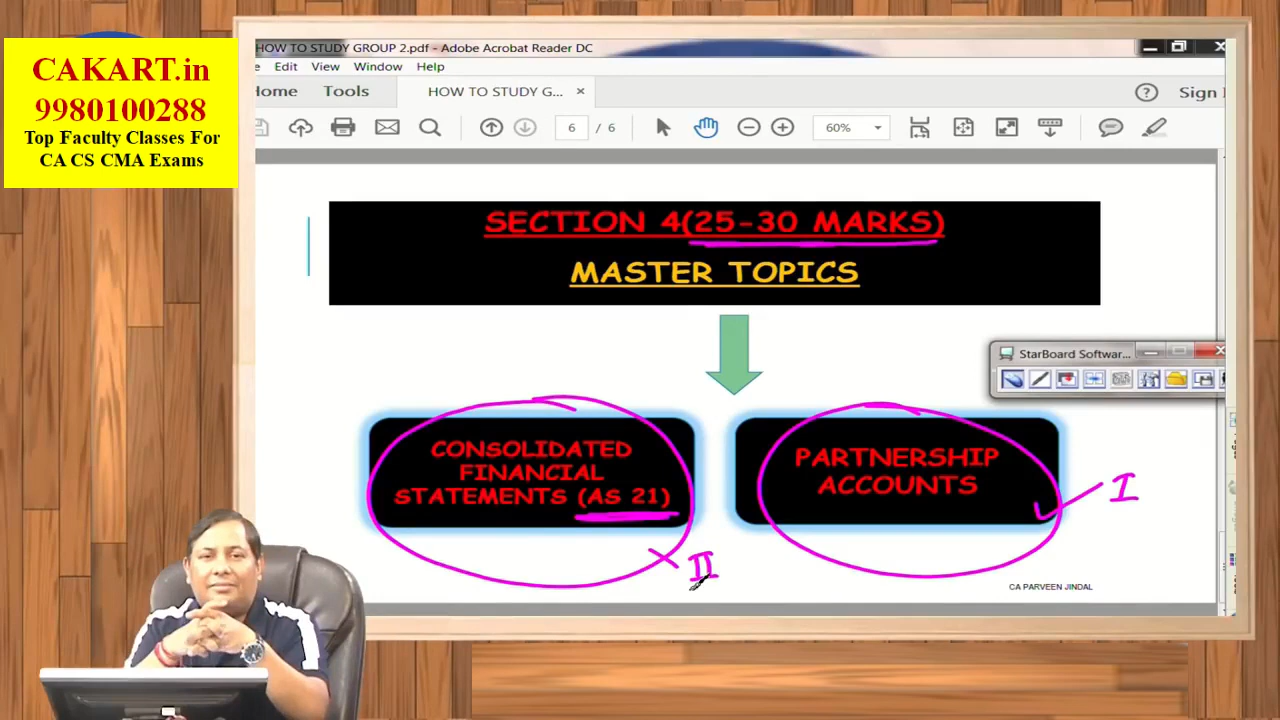 CAKART.in
9980100288
Top Faculty Classes For
CA CS CMA Exams
HOW TO STUDY GROUP 2.pdf - Adobe Acrobat Reader DC
Edit View Window Help
Home Tools HOW TO STUDY G... ×
Sign
6 / 6
60%
SECTION 4(25-30 MARKS)
MASTER TOPICS
StarBoard Softwar...
CONSOLIDATED
FINANCIAL
STATEMENTS (AS 21)
PARTNERSHIP
ACCOUNTS
I
II
CA PARVEEN JINDAL